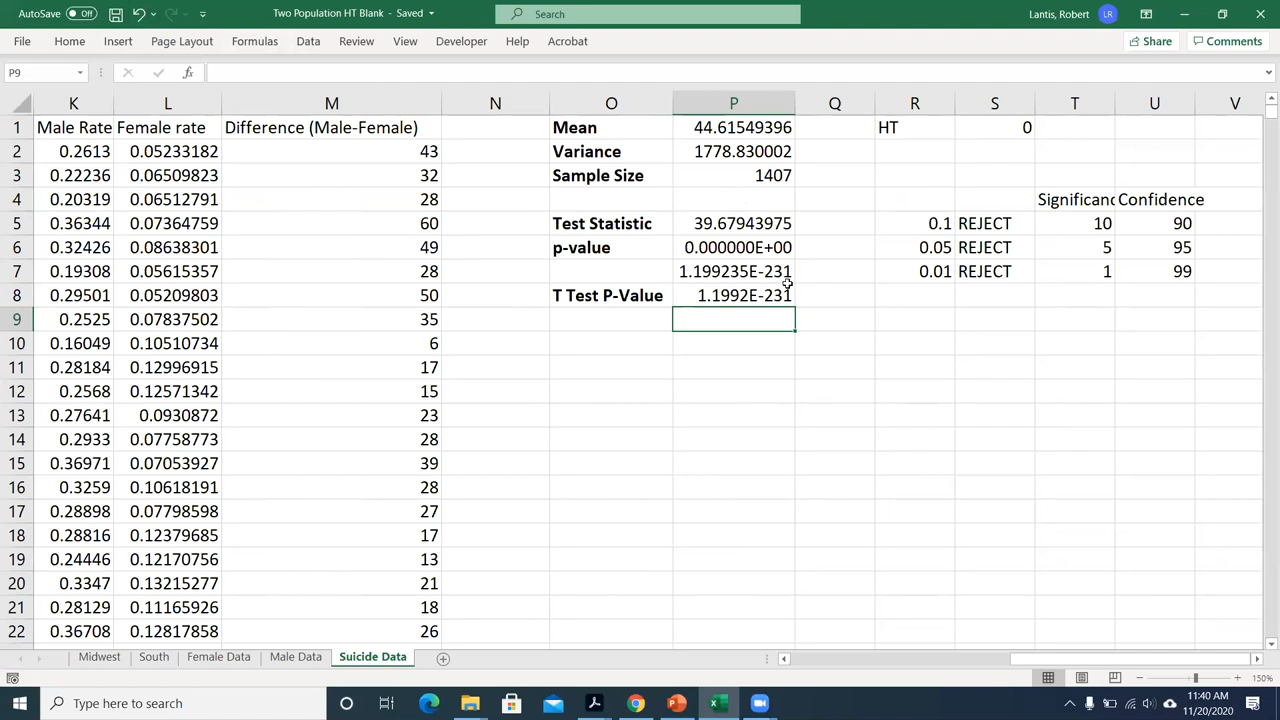 AutoSave Off Two Population HT Blank - Saved Search Lantis, Robert LR
File Home Insert Page Layout Formulas Data Review View Developer Help Acrobat Share Comments
P9 fx
K L M N O P Q R S T U V
1 Male Rate Female rate Difference (Male-Female) Mean 44.61549396 HT 0
2 0.2613 0.05233182 43 Variance 1778.830002
3 0.22236 0.06509823 32 Sample Size 1407
4 0.20319 0.06512791 28 Significanc Confidence
5 0.36344 0.07364759 60 Test Statistic 39.67943975 0.1 REJECT 10 90
6 0.32426 0.08638301 49 p-value 0.000000E+00 0.05 REJECT 5 95
7 0.19308 0.05615357 28 1.199235E-231 0.01 REJECT 1 99
8 0.29501 0.05209803 50 T Test P-Value 1.1992E-231
9 0.2525 0.07837502 35
10 0.16049 0.10510734 6
11 0.28184 0.12996915 17
12 0.2568 0.12571342 15
13 0.27641 0.0930872 23
14 0.2933 0.07758773 28
15 0.36971 0.07053927 39
16 0.3259 0.10618191 28
17 0.28898 0.07798598 27
18 0.28816 0.12379685 17
19 0.24446 0.12170756 13
20 0.3347 0.13215277 21
21 0.28129 0.11165926 18
22 0.36708 0.12817858 26
Midwest South Female Data Male Data Suicide Data
150%
Type here to search
11:40 AM
11/20/2020